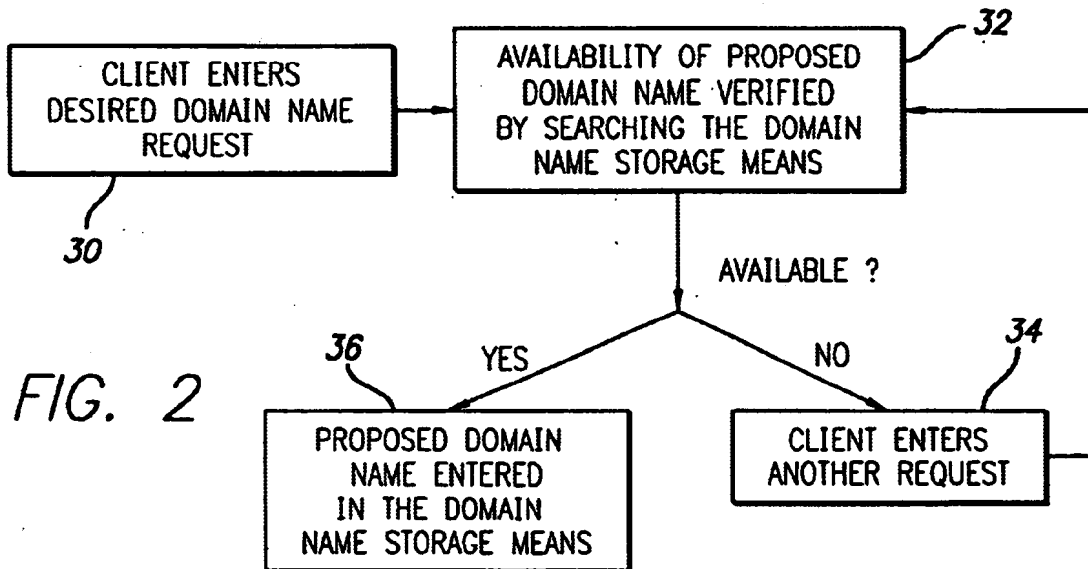 32
CLIENT ENTERS
DESIRED DOMAIN NAME
REQUEST
30
AVAILABILITY OF PROPOSED
DOMAIN NAME VERIFIED
BY SEARCHING THE DOMAIN
NAME STORAGE MEANS
AVAILABLE ?
YES
NO
36
34
FIG. 2
PROPOSED DOMAIN
NAME ENTERED
IN THE DOMAIN
NAME STORAGE MEANS
CLIENT ENTERS
ANOTHER REQUEST